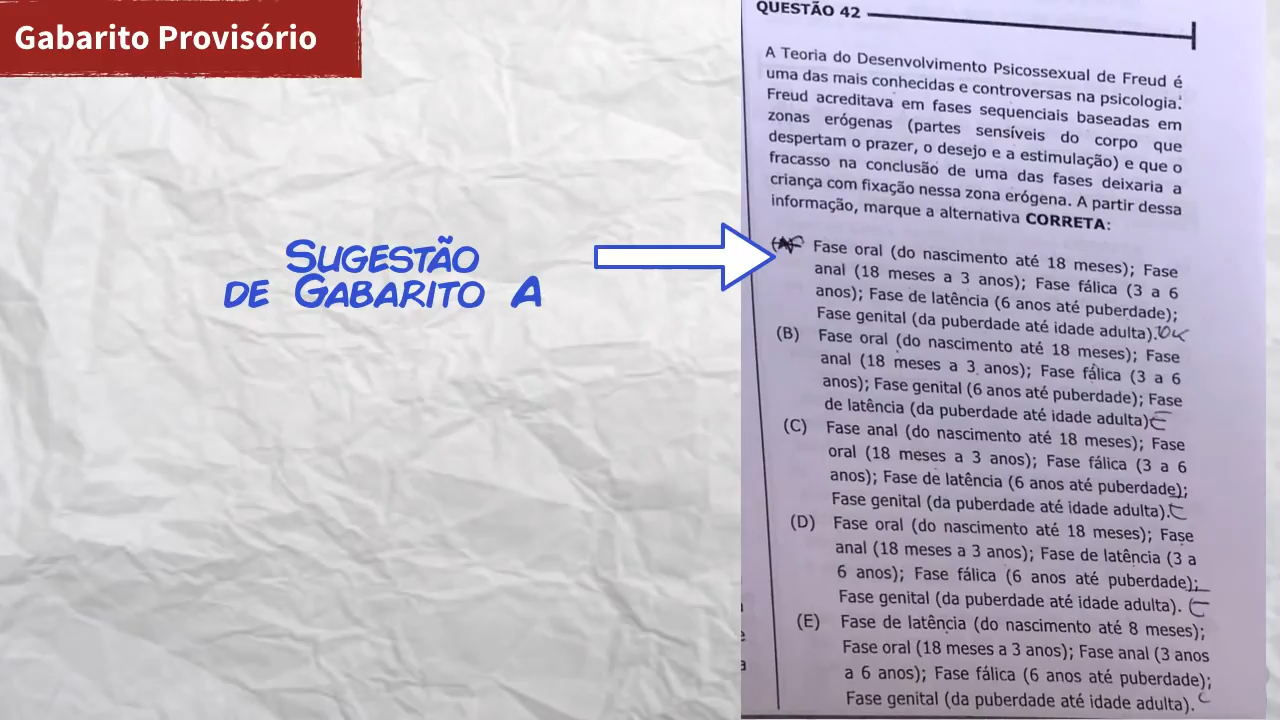 Gabarito Provisório
SUGESTÃO
DE GABARITO A
QUESTÃO 42
A Teoria do Desenvolvimento Psicossexual de Freud é
uma das mais conhecidas e controversas na psicologia.
Freud acreditava em fases sequenciais baseadas em
zonas erógenas (partes sensíveis do corpo que
despertam o prazer, o desejo e a estimulação) e que o
fracasso na conclusão de uma das fases deixaria a
criança com fixação nessa zona erógena. A partir dessa
informação, marque a alternativa CORRETA:
Fase oral (do nascimento até 18 meses); Fase
anal (18 meses a 3 anos); Fase fálica (3 a 6
anos); Fase de latência (6 anos até puberdade);
Fase genital (da puberdade até idade adulta). OK
(B) Fase oral (do nascimento até 18 meses); Fase
anal (18 meses a 3 anos); Fase fálica (3 a 6
anos); Fase genital (6 anos até puberdade); Fase
de latência (da puberdade até idade adulta)
(C) Fase anal (do nascimento até 18 meses); Fase
oral (18 meses a 3 anos); Fase fálica (3 a 6
anos); Fase de latência (6 anos até puberdade);
Fase genital (da puberdade até idade adulta).
(D) Fase oral (do nascimento até 18 meses); Fase
anal (18 meses a 3 anos); Fase de latência (3 a
6 anos); Fase fálica (6 anos até puberdade);
Fase genital (da puberdade até idade adulta).
(E) Fase de latência (do nascimento até 8 meses);
Fase oral (18 meses a 3 anos); Fase anal (3 anos
a 6 anos); Fase fálica (6 anos até puberdade);
Fase genital (da puberdade até idade adulta).